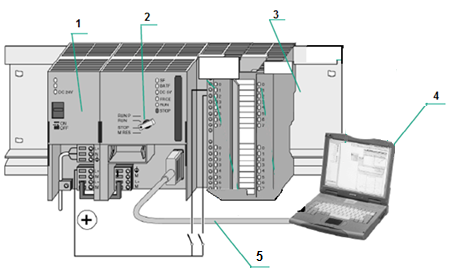 1
2
3
4
5
DC 24V
ON
OFF
SF
BATF
DC 5V
FRCE
RUN
STOP
RUN-P
RUN
STOP
MRES